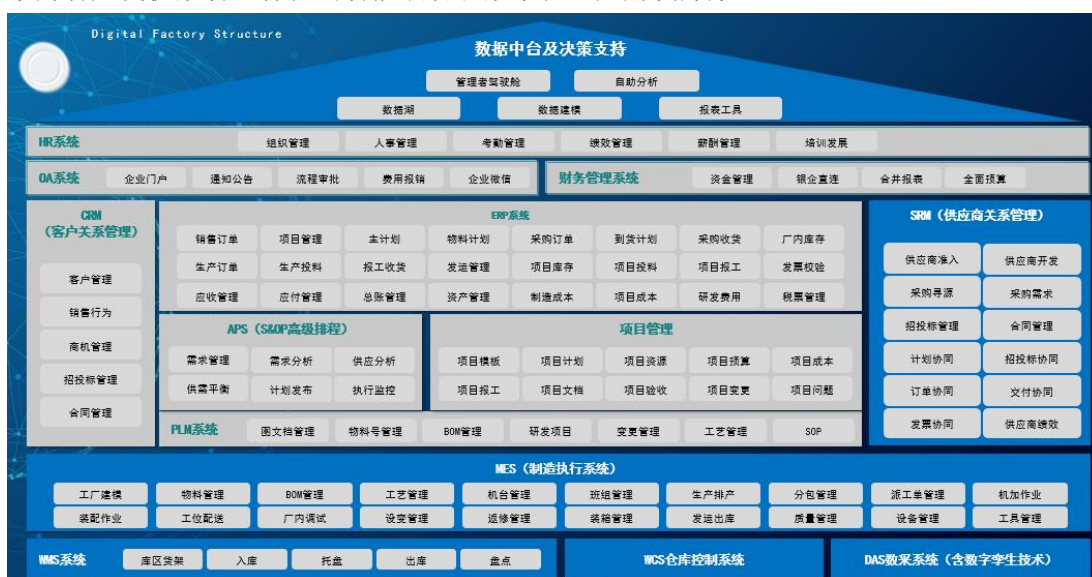 Digital Factory Structure
数据中台及决策支持
管理者驾驶舱 自助分析
数据湖 数据建模 报表工具
HR系统 组织管理 人事管理 考勤管理 绩效管理 薪酬管理 培训发展
OA系统 企业门户 通知公告 流程审批 费用报销 企业微信
财务管理系统 资金管理 银企直连 合并报表 全面预算
CRM
(客户关系管理)
客户管理
销售行为
商机管理
招投标管理
合同管理
ERP系统
销售订单 项目管理 主计划 物料计划 采购订单 到货计划 采购收货 厂内库存
生产订单 生产投料 报工收货 发运管理 项目库存 项目投料 项目报工 发票校验
应收管理 应付管理 总账管理 资产管理 制造成本 项目成本 研发费用 税票管理
APS（S&OP高级排程）
需求管理 需求分析 供应分析
供需平衡 计划发布 执行监控
项目管理
项目模板 项目计划 项目资源 项目预算 项目成本
项目报工 项目文档 项目验收 项目变更 项目问题
PLM系统 图文档管理 物料号管理 BOM管理 研发项目 变更管理 工艺管理 SOP
SRM（供应商关系管理）
供应商准入 供应商开发
采购寻源 采购需求
招投标管理 合同管理
计划协同 招投标协同
订单协同 交付协同
发票协同 供应商绩效
MES（制造执行系统）
工厂建模 物料管理 BOM管理 工艺管理 机台管理 班组管理 生产排产 分包管理 派工单管理 机加作业
装配作业 工位配送 厂内调试 设变管理 返修管理 装箱管理 发运出库 质量管理 设备管理 工具管理
WMS系统 库区货架 入库 托盘 出库 盘点
WCS仓库控制系统
DAS数采系统（含数字孪生技术）